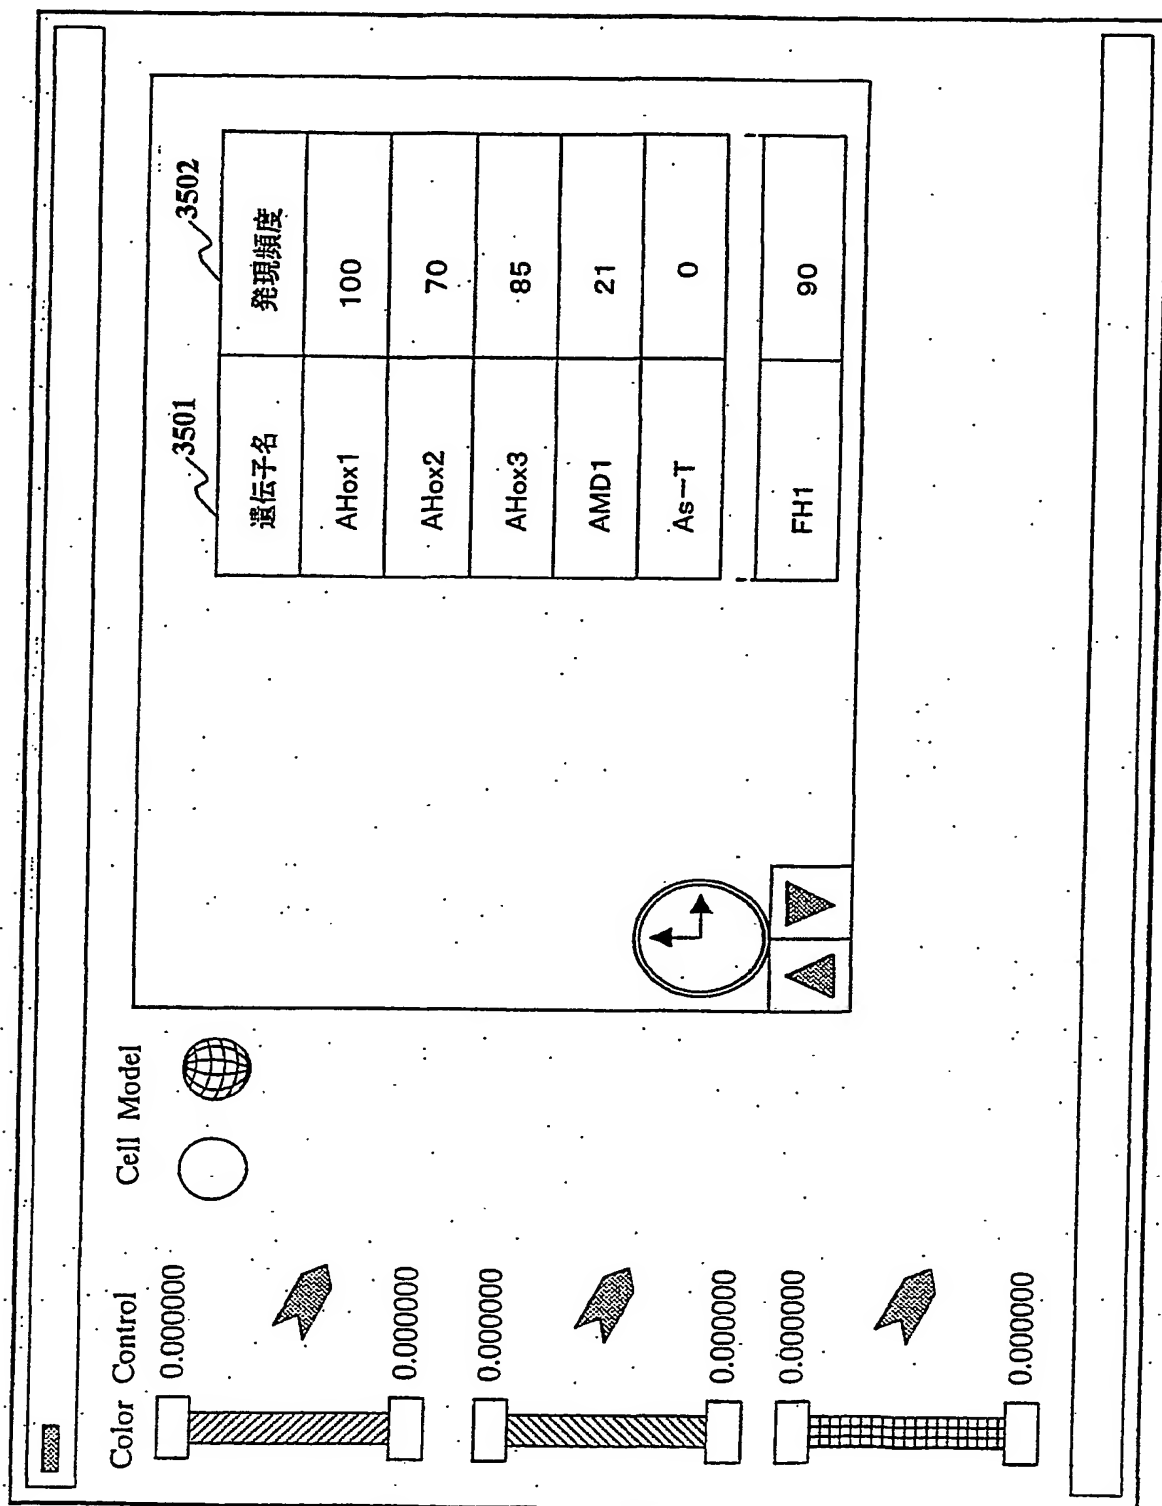 Color Control
Cell Model
0.000000
0.000000
0.000000
0.000000
0.000000
0.000000
3501
3502
遺伝子名 発現頻度
AHox1 100
AHox2 70
AHox3 85
AMD1 21
As—T 0
FH1 90